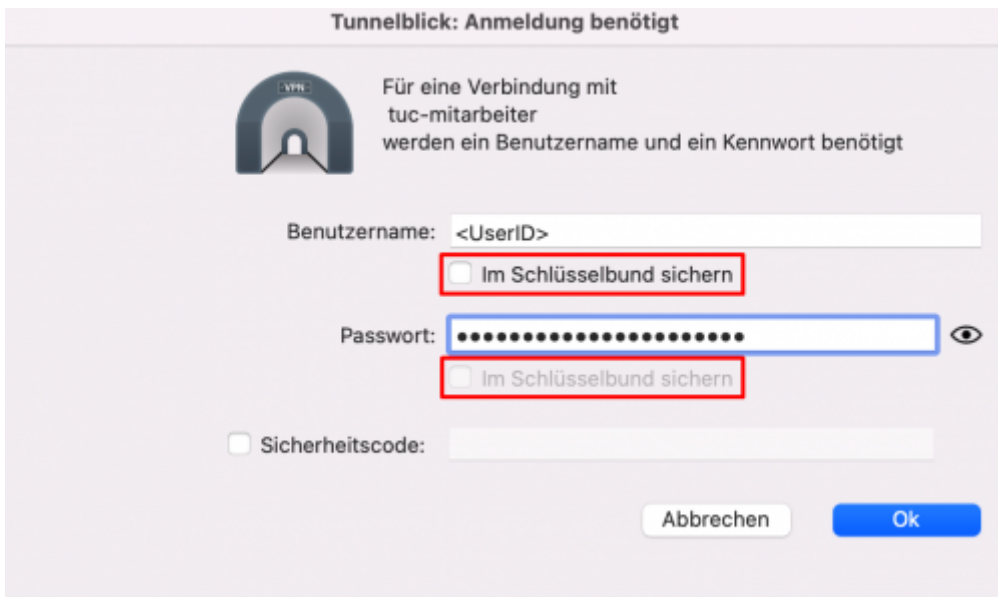 Tunnelblick: Anmeldung benötigt
VPN
Für eine Verbindung mit
tuc-mitarbeiter
werden ein Benutzername und ein Kennwort benötigt
Benutzername: <UserID>
Im Schlüsselbund sichern
Passwort: ••••••••••••••••••••••
Im Schlüsselbund sichern
Sicherheitscode:
Abbrechen Ok